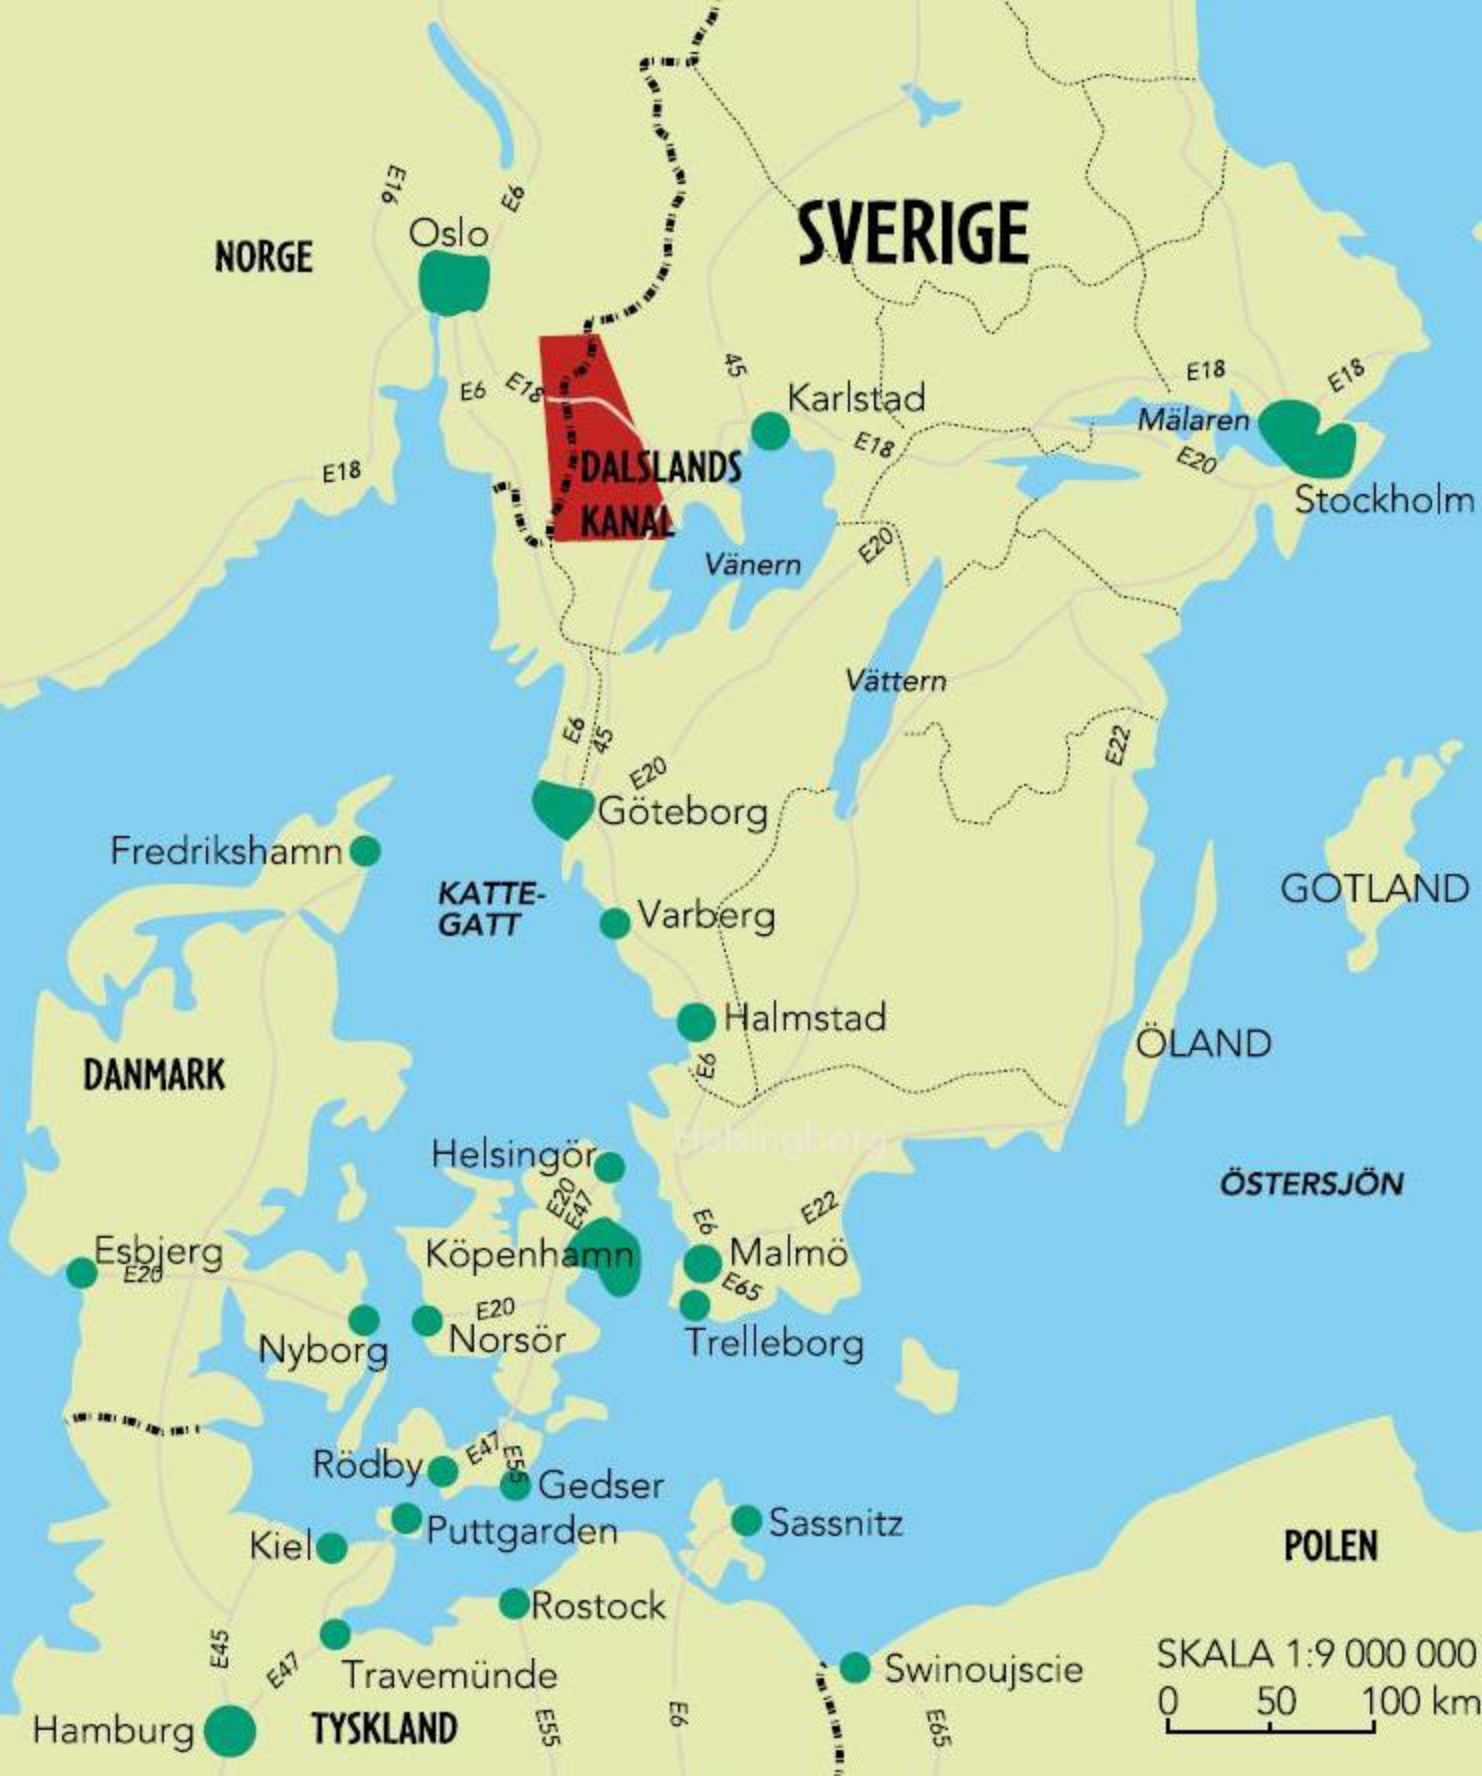 E16
E6
Oslo
NORGE
SVERIGE
E6
E18
45
Karlstad
E18
E18
E18
Mälaren
E20
Stockholm
E18
DALSLANDS
KANAL
Vänern
E20
Vättern
E6
45
E20
E22
Göteborg
Fredrikshamn
KATTE-
GATT
Varberg
GOTLAND
Halmstad
ÖLAND
E6
DANMARK
Helsingborg
Helsingör
E20
E47
ÖSTERSJÖN
E6
E22
Esbjerg
E20
Köpenhamn
Malmö
E65
E20
Nyborg
Norsör
Trelleborg
Rödby
E47
E55
Gedser
Puttgarden
Sassnitz
Kiel
POLEN
Rostock
E45
E47
Travemünde
Swinoujscie
SKALA 1:9 000 000
0 50 100 km
Hamburg
TYSKLAND
E55
E6
E65